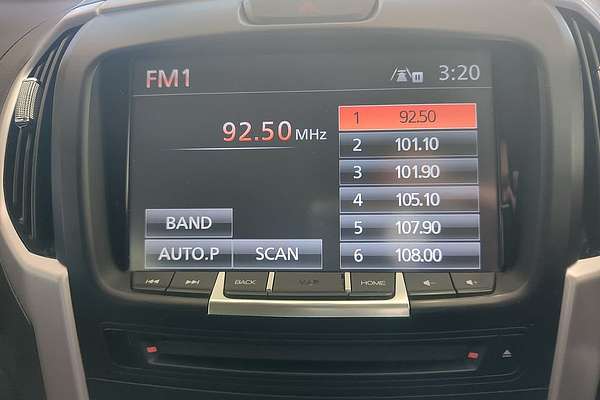 FM1
3:20
92.50 MHz
1 92.50
2 101.10
3 101.90
4 105.10
5 107.90
6 108.00
BAND
AUTO.P
SCAN
BACK
MAP
HOME